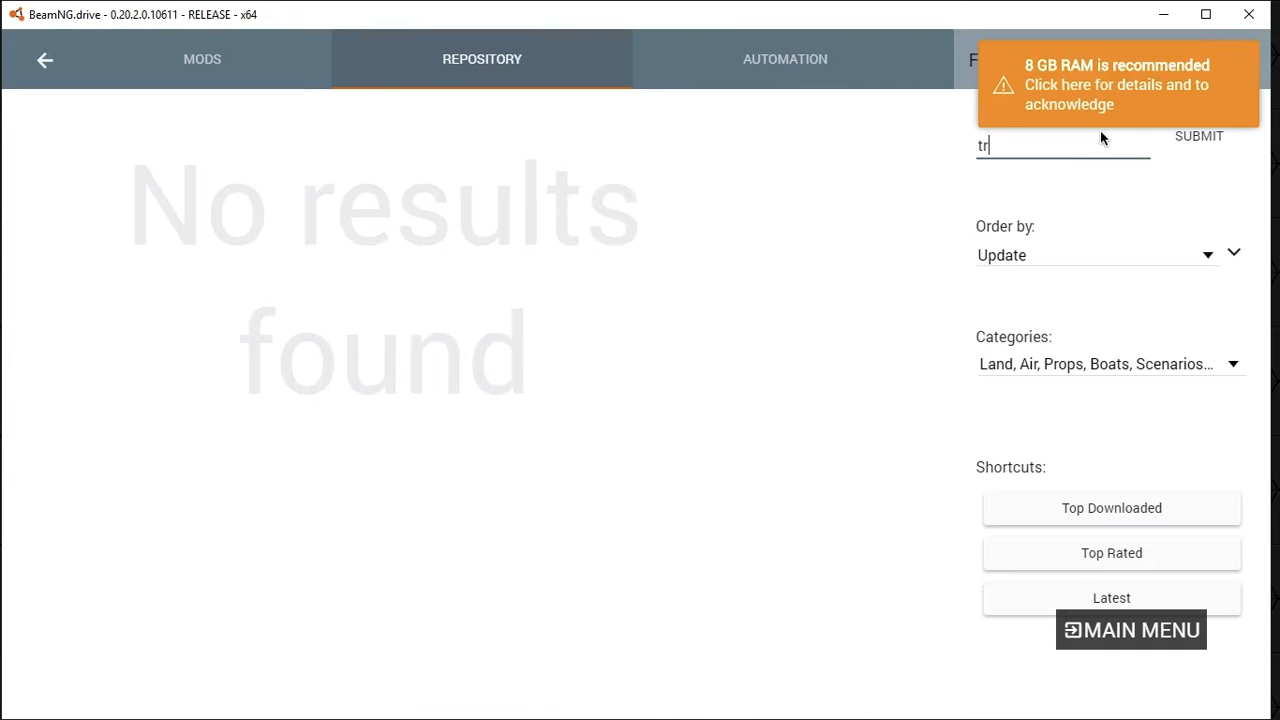 BeamNG.drive - 0.20.2.0.10611 - RELEASE - x64
MODS
REPOSITORY
AUTOMATION
F
8 GB RAM is recommended
Click here for details and to
acknowledge
tr
SUBMIT
No results
found
Order by:
Update
Categories:
Land, Air, Props, Boats, Scenarios...
Shortcuts:
Top Downloaded
Top Rated
Latest
MAIN MENU